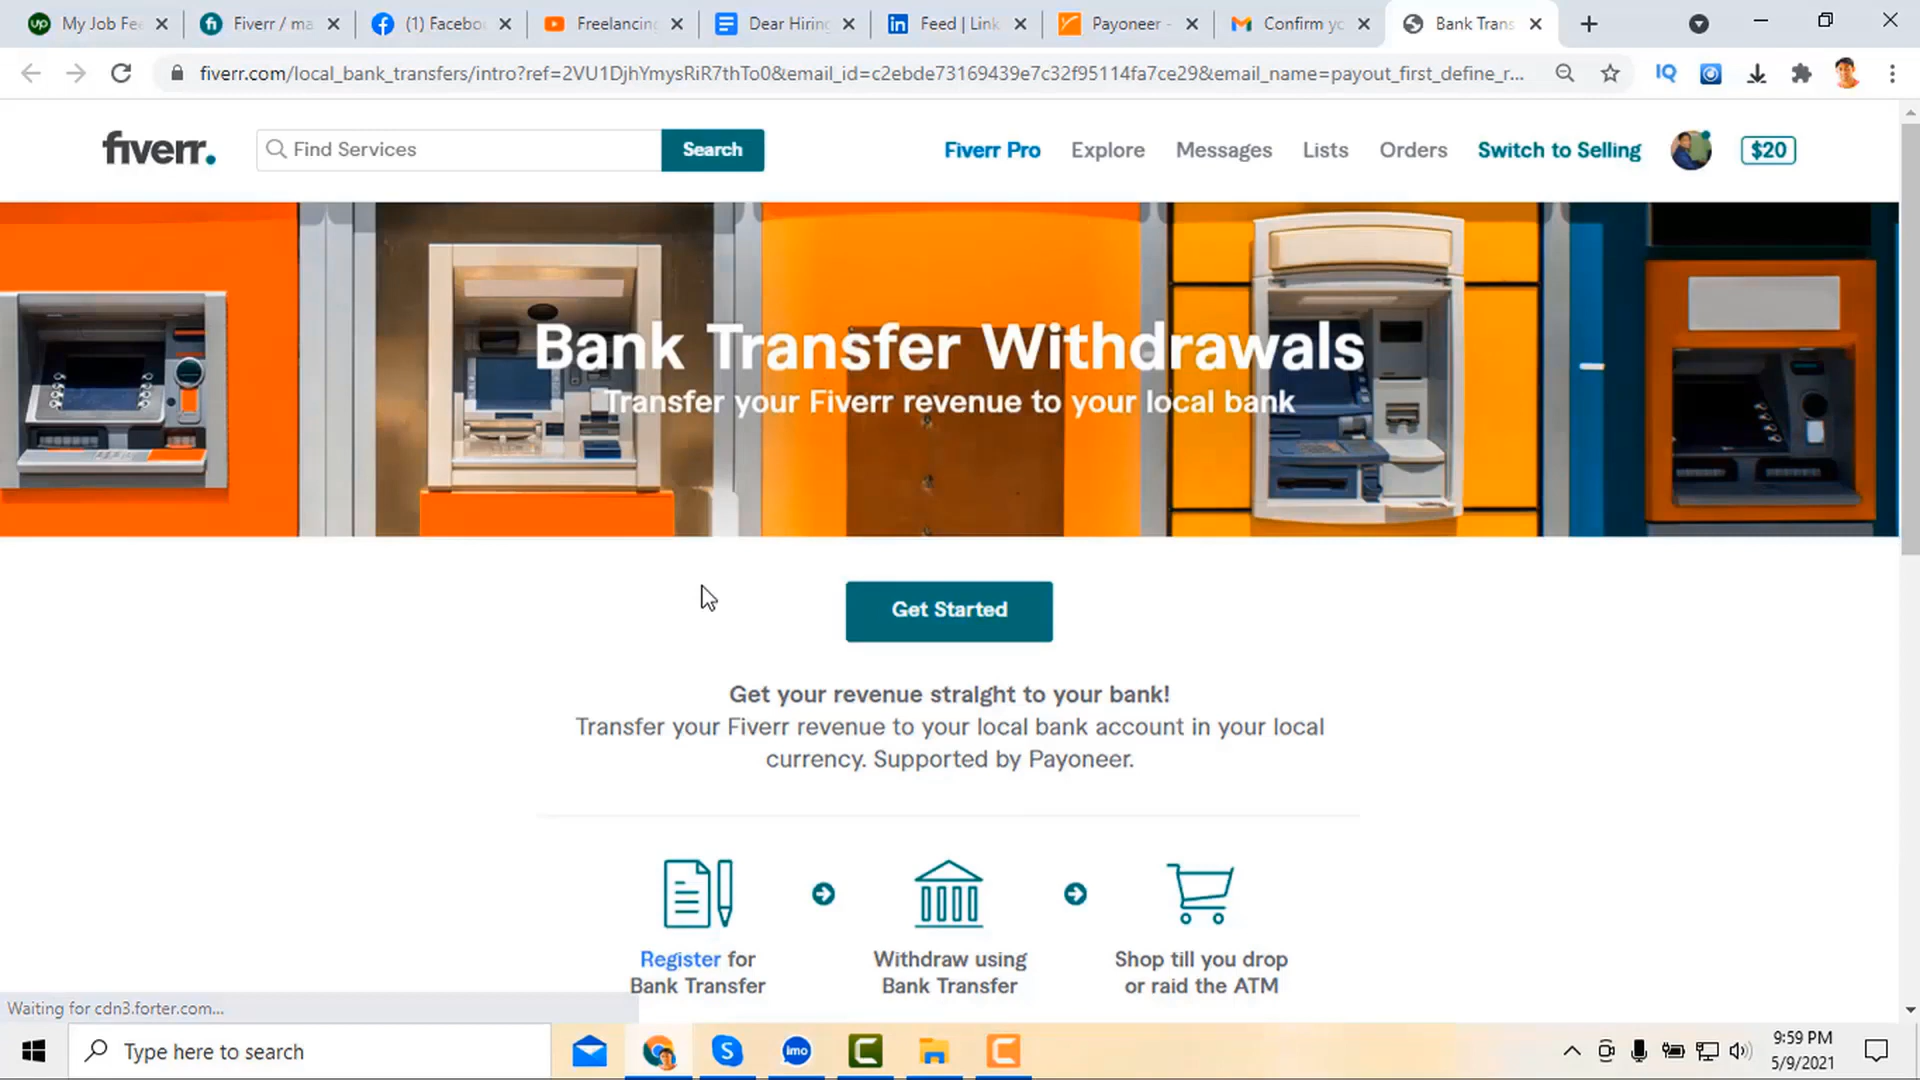 My Job Fee
Fiverr / ma
(1) Facebo
Freelancing
Dear Hiring
Feed | Link
Payoneer -
Confirm yo
Bank Trans
fiverr.com/local_bank_transfers/intro?ref=2VU1DjhYmysRiR7thTo0&email_id=c2ebde73169439e7c32f95114fa7ce29&email_name=payout_first_define_r...
fiverr.
Find Services
Search
Fiverr Pro
Explore
Messages
Lists
Orders
Switch to Selling
$20
Bank Transfer Withdrawals
Transfer your Fiverr revenue to your local bank
Get Started
Get your revenue straight to your bank!
Transfer your Fiverr revenue to your local bank account in your local
currency. Supported by Payoneer.
Register for
Bank Transfer
Withdraw using
Bank Transfer
Shop till you drop
or raid the ATM
Waiting for cdn3.forter.com...
Type here to search
imo
9:59 PM
5/9/2021